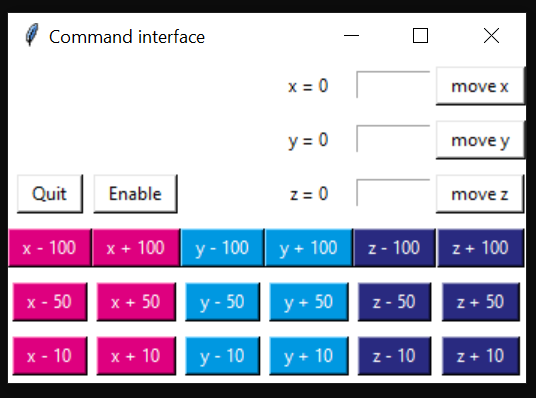 Command interface
x = 0 move x
y = 0 move y
Quit Enable z = 0 move z
x - 100 x + 100 y - 100 y + 100 z - 100 z + 100
x - 50 x + 50 y - 50 y + 50 z - 50 z + 50
x - 10 x + 10 y - 10 y + 10 z - 10 z + 10